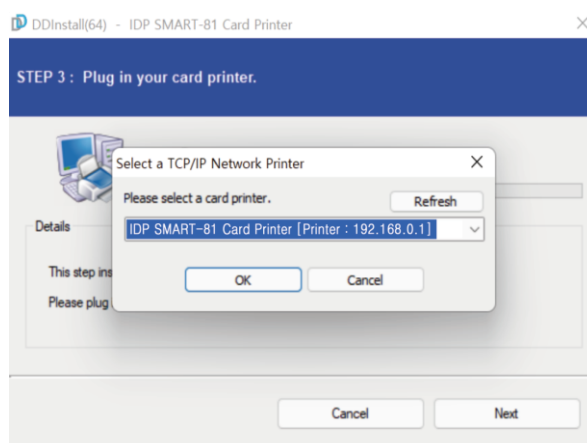 DDInstall(64) - IDP SMART-81 Card Printer
STEP 3 : Plug in your card printer.
Select a TCP/IP Network Printer
Please select a card printer.
Refresh
IDP SMART-81 Card Printer [Printer : 192.168.0.1]
OK
Cancel
Details
This step ins
Please plug
Cancel
Next